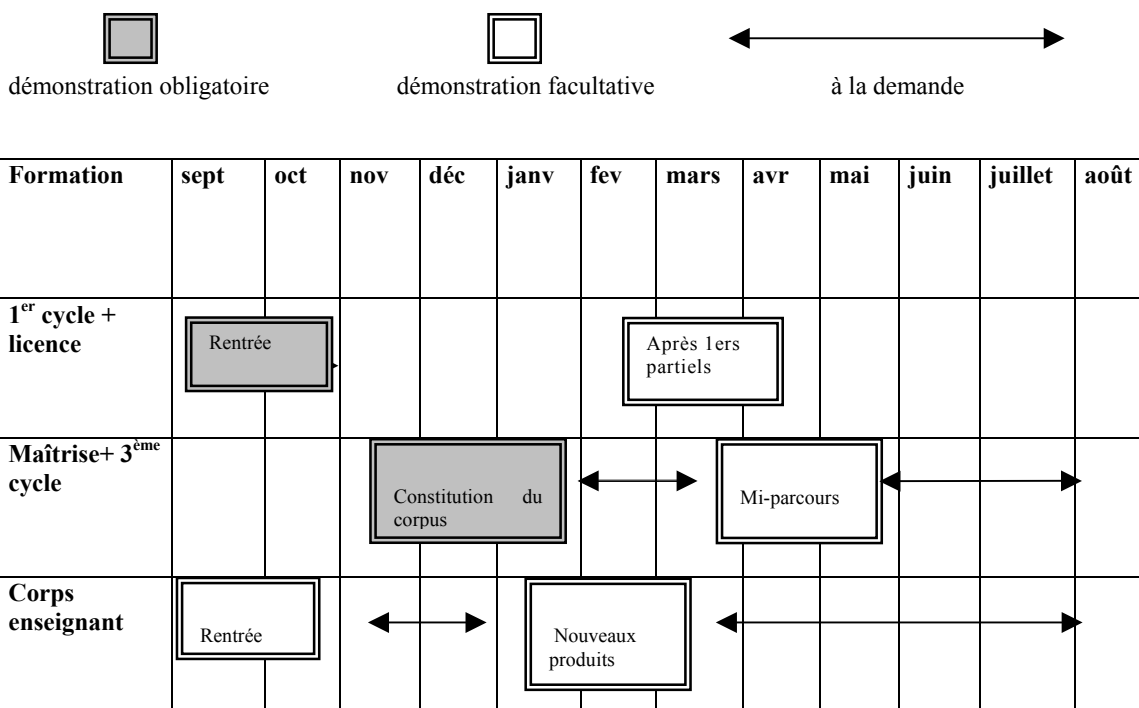 démonstration obligatoire démonstration facultative à la demande
Formation sept oct nov déc janv fev mars avr mai juin juillet août
1er cycle +
licence
Rentrée
Après 1ers
partiels
Maîtrise+ 3ème
cycle
Constitution du
corpus
Mi-parcours
Corps
enseignant
Rentrée
Nouveaux
produits